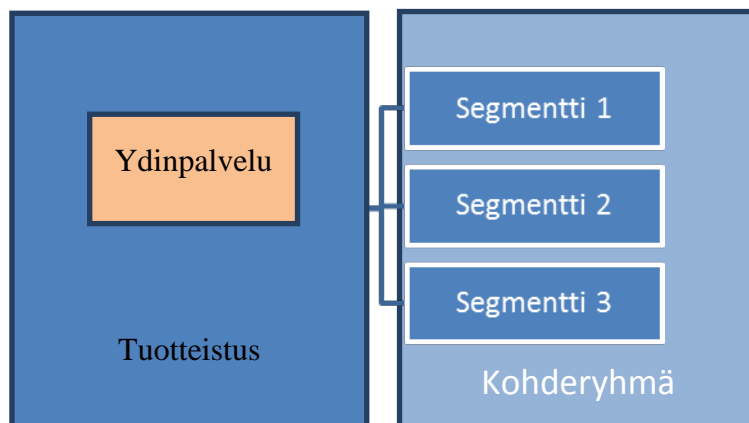 Ydinpalvelu
Tuotteistus
Segmentti 1
Segmentti 2
Segmentti 3
Kohderyhmä